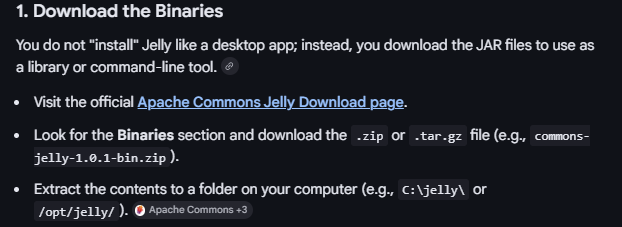 1. Download the Binaries
You do not "install" Jelly like a desktop app; instead, you download the JAR files to use as
a library or command-line tool.
• Visit the official Apache Commons Jelly Download page.
• Look for the Binaries section and download the .zip or .tar.gz file (e.g., commons-
jelly-1.0.1-bin.zip ).
• Extract the contents to a folder on your computer (e.g., C:\jelly\ or
/opt/jelly/ ). Apache Commons +3